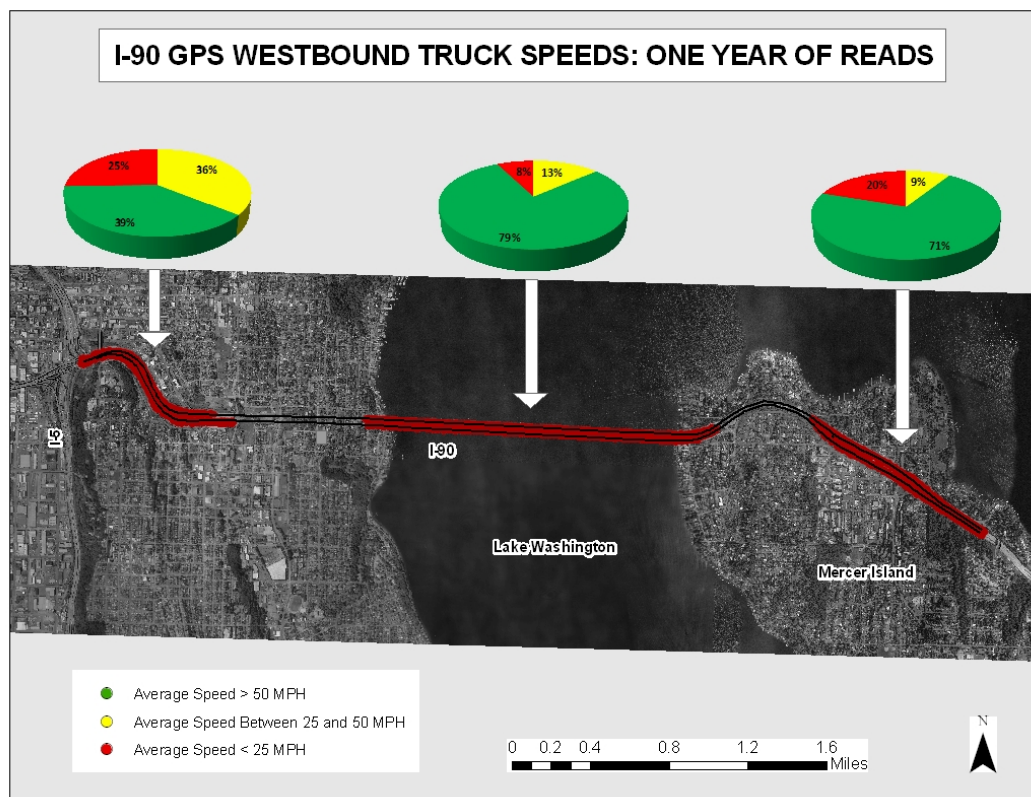 I-90 GPS WESTBOUND TRUCK SPEEDS: ONE YEAR OF READS
25%
36%
39%
8%
13%
79%
20%
9%
71%
I-5
I-90
Lake Washington
Mercer Island
Average Speed > 50 MPH
Average Speed Between 25 and 50 MPH
Average Speed < 25 MPH
0 0.2 0.4 0.8 1.2 1.6
Miles
N